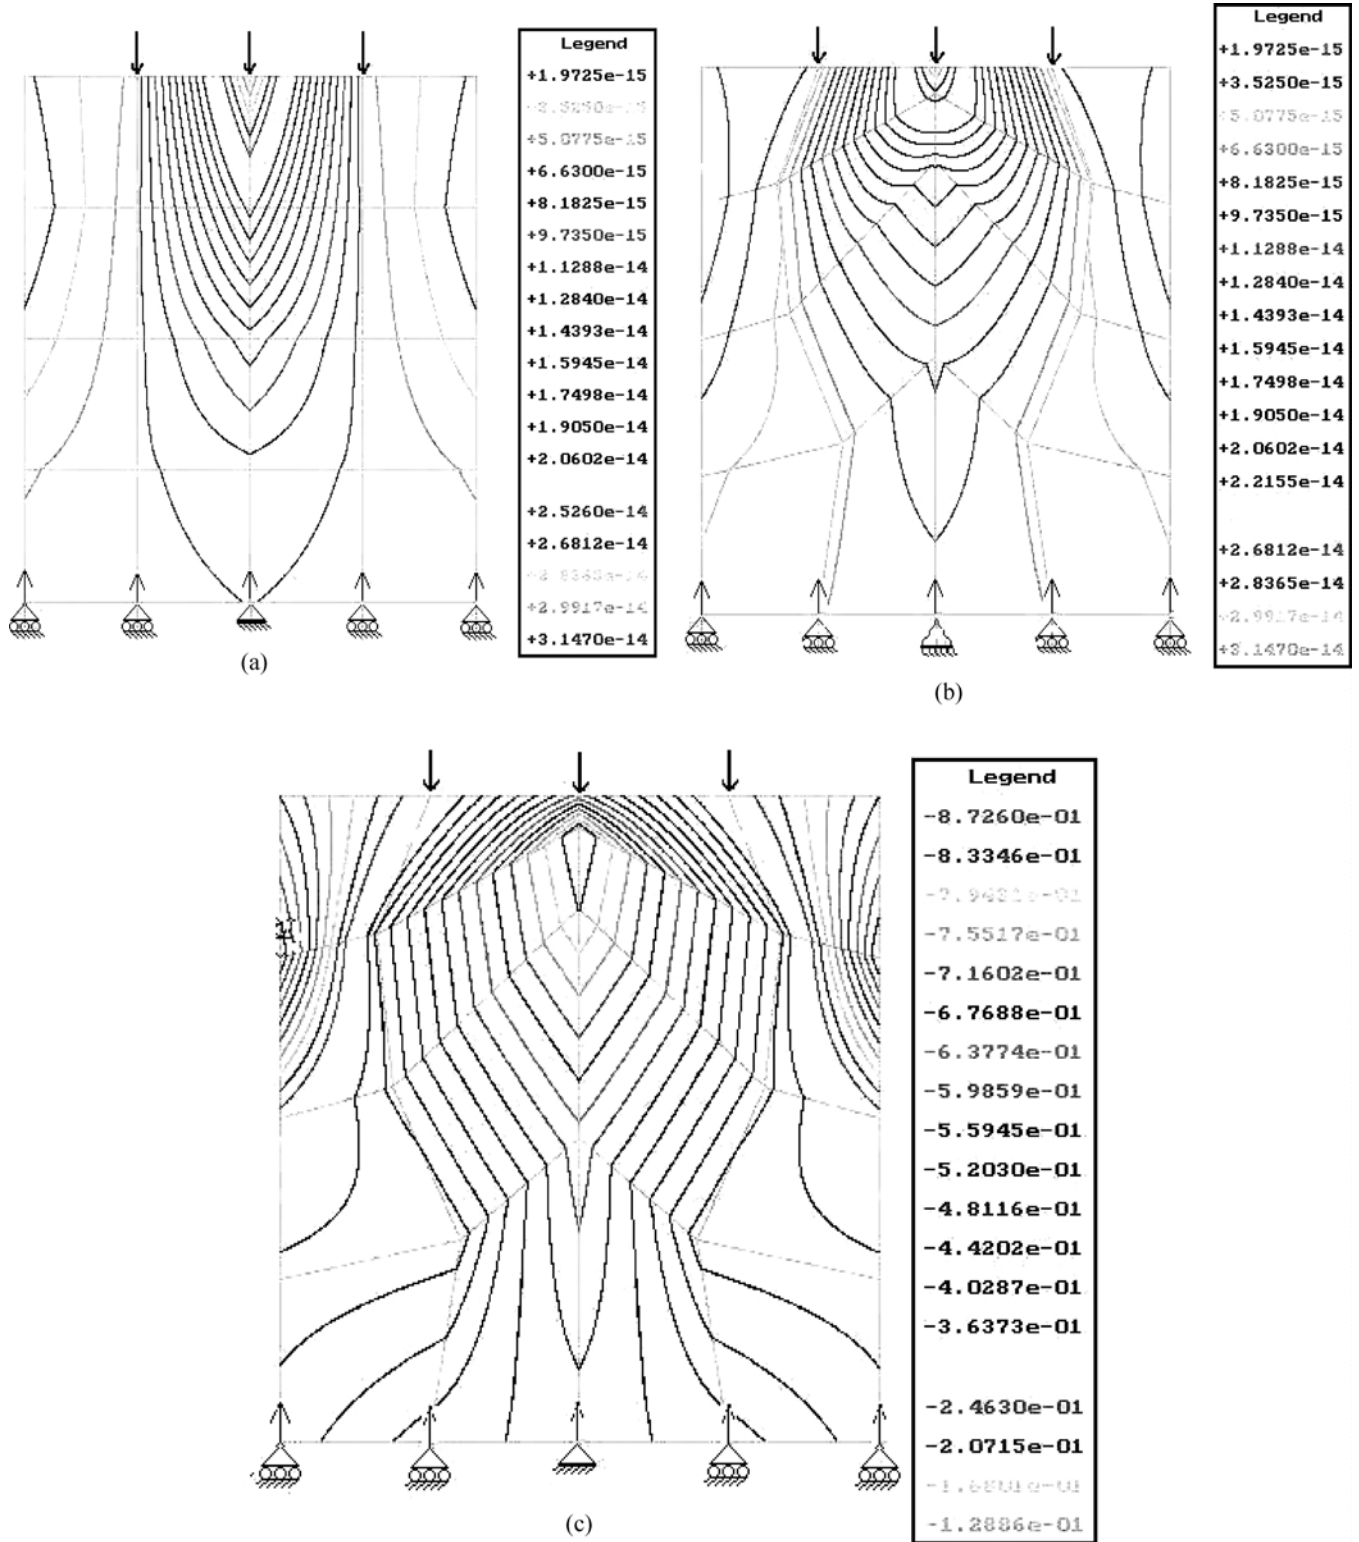 Legend
+1.9725e-15
+5.0775e-15
+6.6300e-15
+8.1825e-15
+9.7350e-15
+1.1288e-14
+1.2840e-14
+1.4393e-14
+1.5945e-14
+1.7498e-14
+1.9050e-14
+2.0602e-14
+2.5260e-14
+2.6812e-14
+2.9917e-14
+3.1470e-14
(a)
Legend
+1.9725e-15
+3.5250e-15
+5.0775e-15
+6.6300e-15
+8.1825e-15
+9.7350e-15
+1.1288e-14
+1.2840e-14
+1.4393e-14
+1.5945e-14
+1.7498e-14
+1.9050e-14
+2.0602e-14
+2.2155e-14
+2.6812e-14
+2.8365e-14
+2.9917e-14
+3.1470e-14
(b)
Legend
-8.7260e-01
-8.3346e-01
-7.5517e-01
-7.1602e-01
-6.7688e-01
-6.3774e-01
-5.9859e-01
-5.5945e-01
-5.2030e-01
-4.8116e-01
-4.4202e-01
-4.0287e-01
-3.6373e-01
-2.4630e-01
-2.0715e-01
-1.2886e-01
(c)